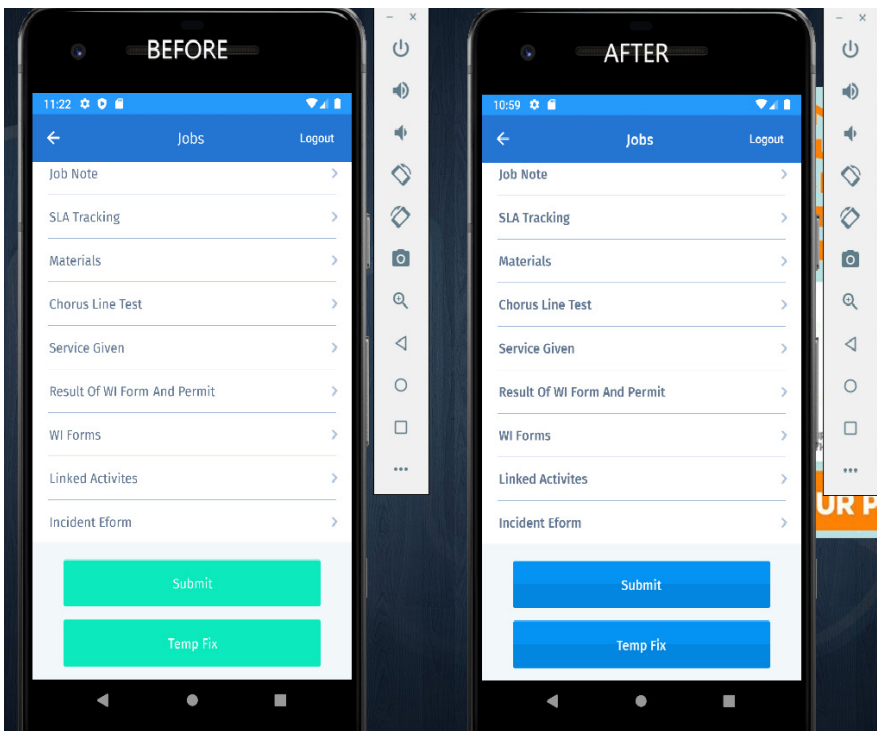 BEFORE
11:22
Jobs
Logout
Job Note
SLA Tracking
Materials
Chorus Line Test
Service Given
Result Of WI Form And Permit
WI Forms
Linked Activites
Incident Eform
Submit
Temp Fix
AFTER
10:59
Jobs
Logout
Job Note
SLA Tracking
Materials
Chorus Line Test
Service Given
Result Of WI Form And Permit
WI Forms
Linked Activites
Incident Eform
Submit
Temp Fix
UR P